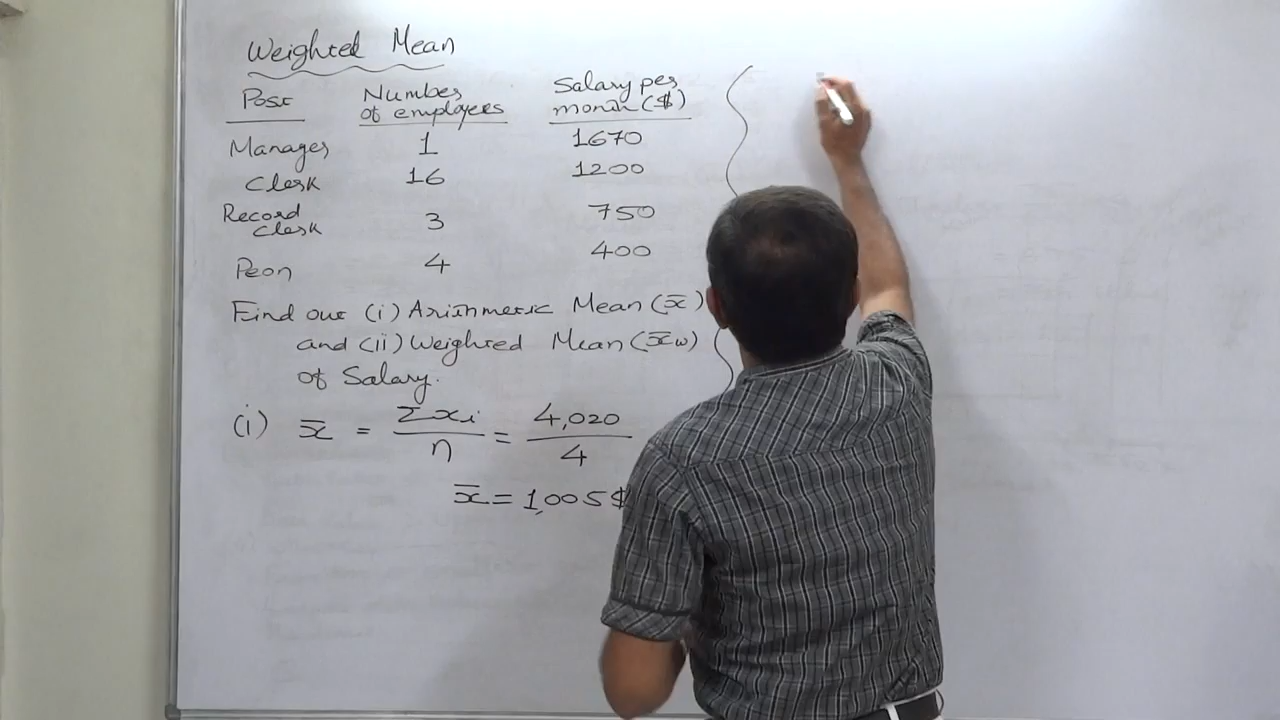 Weighted Mean
Post Number of employees Salary per month ($)
Manager 1 1670
Clerk 16 1200
Record Clerk 3 750
Peon 4 400
Find out (i) Arithmetic Mean (x̄)
and (ii) Weighted Mean (x̄w)
of Salary.
(i) x̄ = Σxi / n = 4,020 / 4
x̄ = 1,005 $